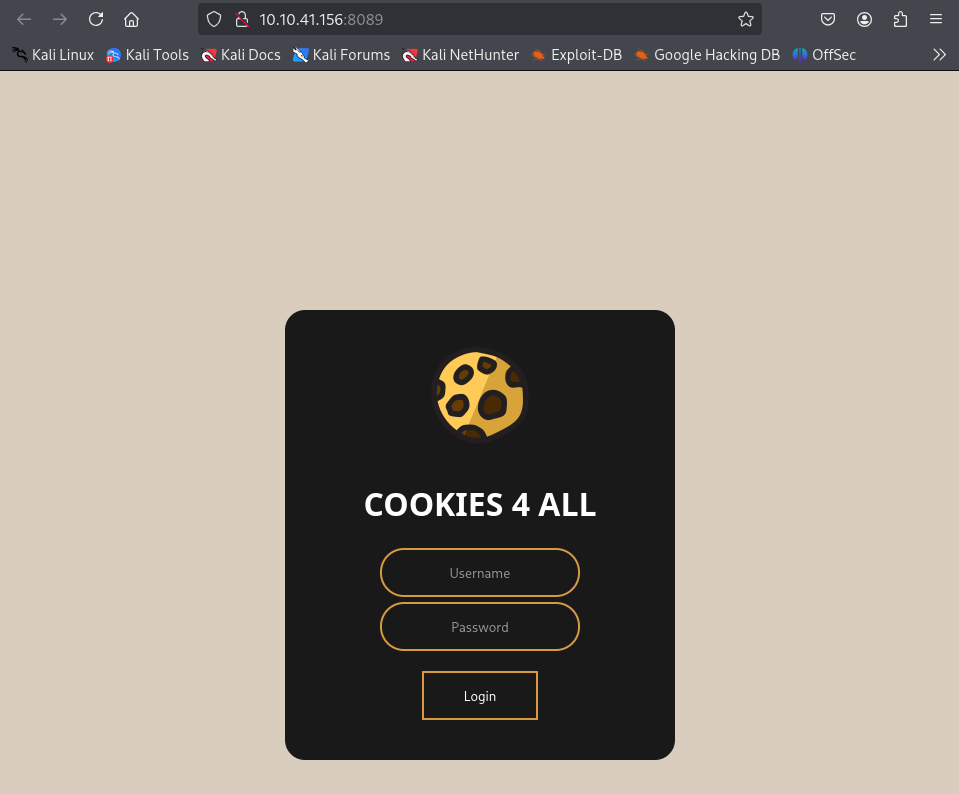 10.10.41.156:8089
Kali Linux Kali Tools Kali Docs Kali Forums Kali NetHunter Exploit-DB Google Hacking DB OffSec
COOKIES 4 ALL
Username
Password
Login